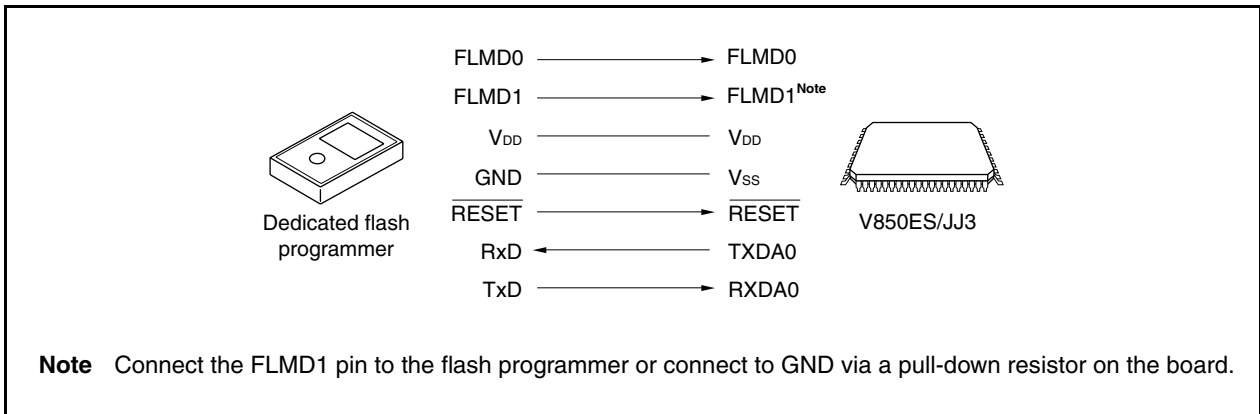 FLMD0 FLMD0
FLMD1 FLMD1Note
VDD VDD
GND VSS
RESET RESET
RxD TXDA0
TxD RXDA0
Dedicated flash
programmer
V850ES/JJ3
Note Connect the FLMD1 pin to the flash programmer or connect to GND via a pull-down resistor on the board.